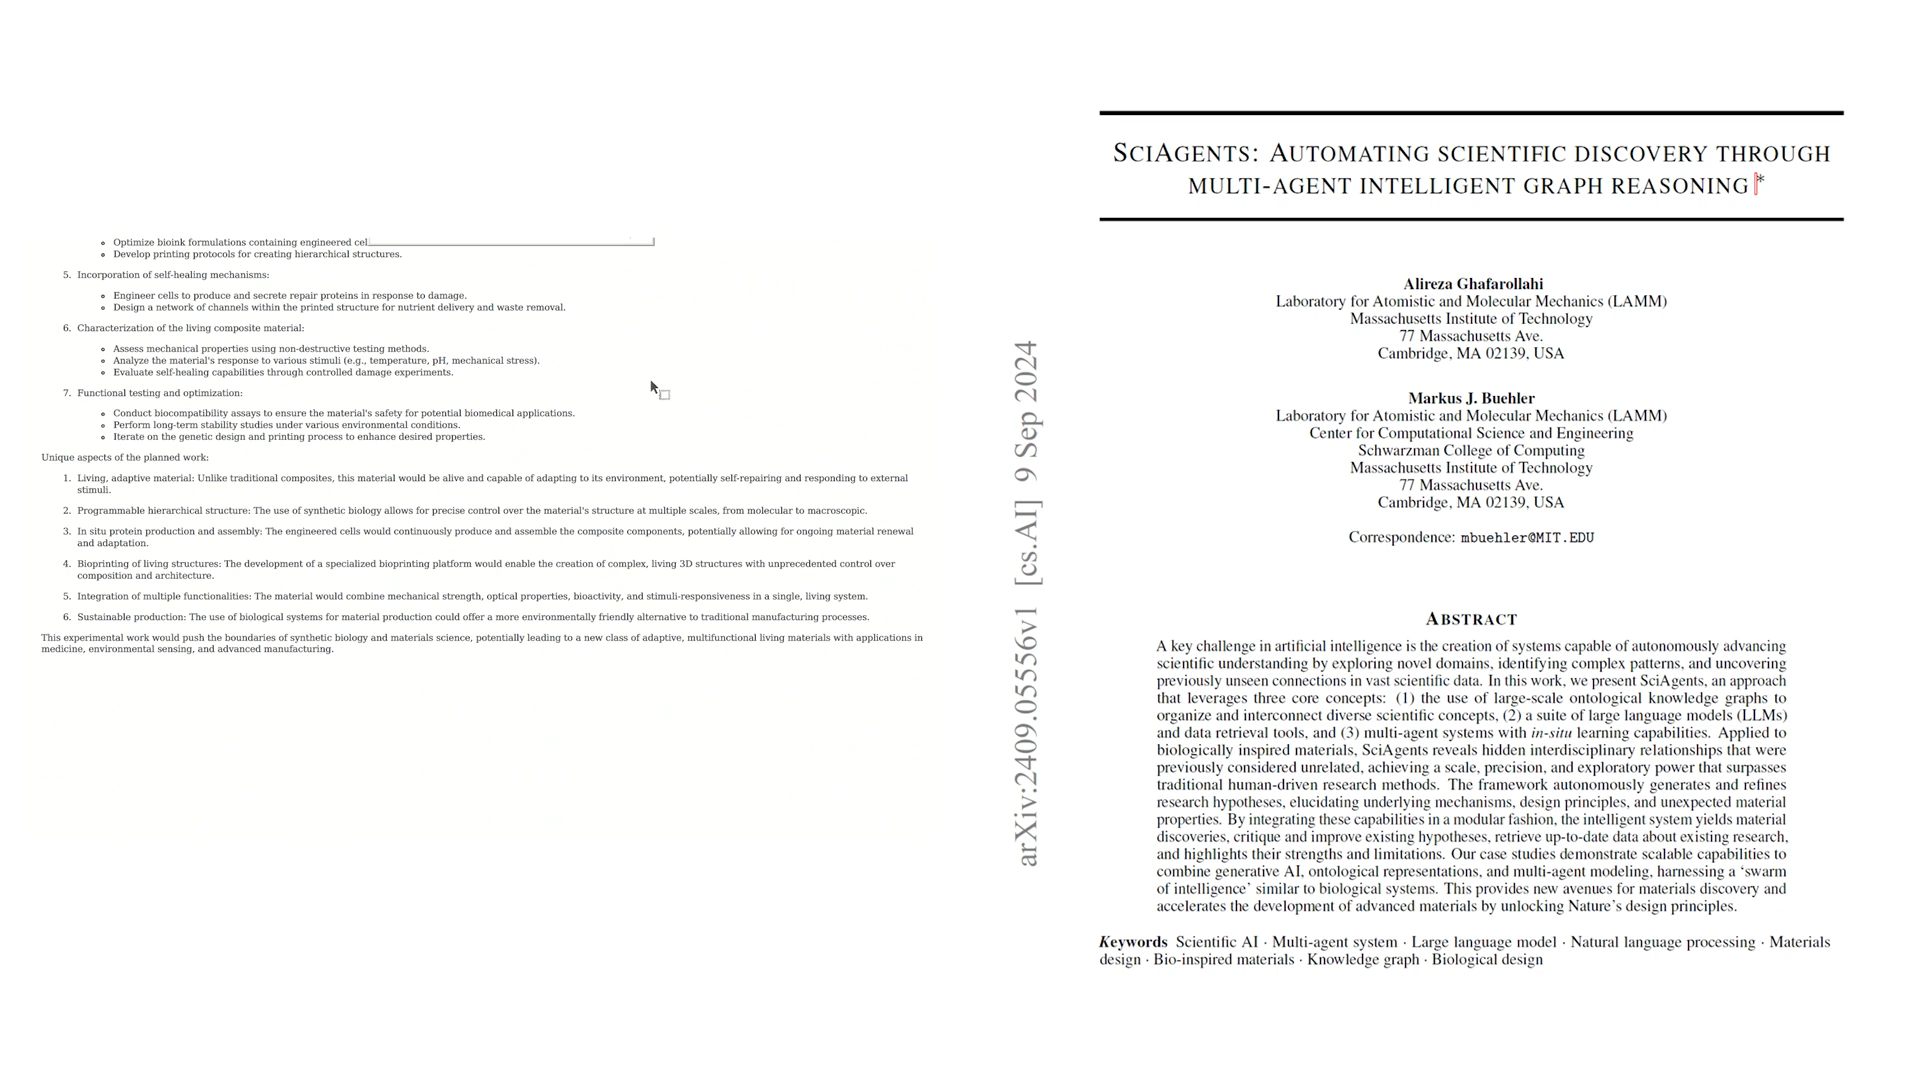 Optimize bioink formulations containing engineered cel
Develop printing protocols for creating hierarchical structures.
5. Incorporation of self-healing mechanisms:
Engineer cells to produce and secrete repair proteins in response to damage.
Design a network of channels within the printed structure for nutrient delivery and waste removal.
6. Characterization of the living composite material:
Assess mechanical properties using non-destructive testing methods.
Analyze the material's response to various stimuli (e.g., temperature, pH, mechanical stress).
Evaluate self-healing capabilities through controlled damage experiments.
7. Functional testing and optimization:
Conduct biocompatibility assays to ensure the material's safety for potential biomedical applications.
Perform long-term stability studies under various environmental conditions.
Iterate on the genetic design and printing process to enhance desired properties.
Unique aspects of the planned work:
1. Living, adaptive material: Unlike traditional composites, this material would be alive and capable of adapting to its environment, potentially self-repairing and responding to external
stimuli.
2. Programmable hierarchical structure: The use of synthetic biology allows for precise control over the material's structure at multiple scales, from molecular to macroscopic.
3. In situ protein production and assembly: The engineered cells would continuously produce and assemble the composite components, potentially allowing for ongoing material renewal
and adaptation.
4. Bioprinting of living structures: The development of a specialized bioprinting platform would enable the creation of complex, living 3D structures with unprecedented control over
composition and architecture.
5. Integration of multiple functionalities: The material would combine mechanical strength, optical properties, bioactivity, and stimuli-responsiveness in a single, living system.
6. Sustainable production: The use of biological systems for material production could offer a more environmentally friendly alternative to traditional manufacturing processes.
This experimental work would push the boundaries of synthetic biology and materials science, potentially leading to a new class of adaptive, multifunctional living materials with applications in
medicine, environmental sensing, and advanced manufacturing.
arXiv:2409.05556v1 [cs.AI] 9 Sep 2024
SCIAGENTS: AUTOMATING SCIENTIFIC DISCOVERY THROUGH
MULTI-AGENT INTELLIGENT GRAPH REASONING*
Alireza Ghafarollahi
Laboratory for Atomistic and Molecular Mechanics (LAMM)
Massachusetts Institute of Technology
77 Massachusetts Ave.
Cambridge, MA 02139, USA
Markus J. Buehler
Laboratory for Atomistic and Molecular Mechanics (LAMM)
Center for Computational Science and Engineering
Schwarzman College of Computing
Massachusetts Institute of Technology
77 Massachusetts Ave.
Cambridge, MA 02139, USA
Correspondence: mbuehler@MIT.EDU
ABSTRACT
A key challenge in artificial intelligence is the creation of systems capable of autonomously advancing
scientific understanding by exploring novel domains, identifying complex patterns, and uncovering
previously unseen connections in vast scientific data. In this work, we present SciAgents, an approach
that leverages three core concepts: (1) the use of large-scale ontological knowledge graphs to
organize and interconnect diverse scientific concepts, (2) a suite of large language models (LLMs)
and data retrieval tools, and (3) multi-agent systems with in-situ learning capabilities. Applied to
biologically inspired materials, SciAgents reveals hidden interdisciplinary relationships that were
previously considered unrelated, achieving a scale, precision, and exploratory power that surpasses
traditional human-driven research methods. The framework autonomously generates and refines
research hypotheses, elucidating underlying mechanisms, design principles, and unexpected material
properties. By integrating these capabilities in a modular fashion, the intelligent system yields material
discoveries, critique and improve existing hypotheses, retrieve up-to-date data about existing research,
and highlights their strengths and limitations. Our case studies demonstrate scalable capabilities to
combine generative AI, ontological representations, and multi-agent modeling, harnessing a ‘swarm
of intelligence’ similar to biological systems. This provides new avenues for materials discovery and
accelerates the development of advanced materials by unlocking Nature’s design principles.
Keywords Scientific AI · Multi-agent system · Large language model · Natural language processing · Materials
design · Bio-inspired materials · Knowledge graph · Biological design